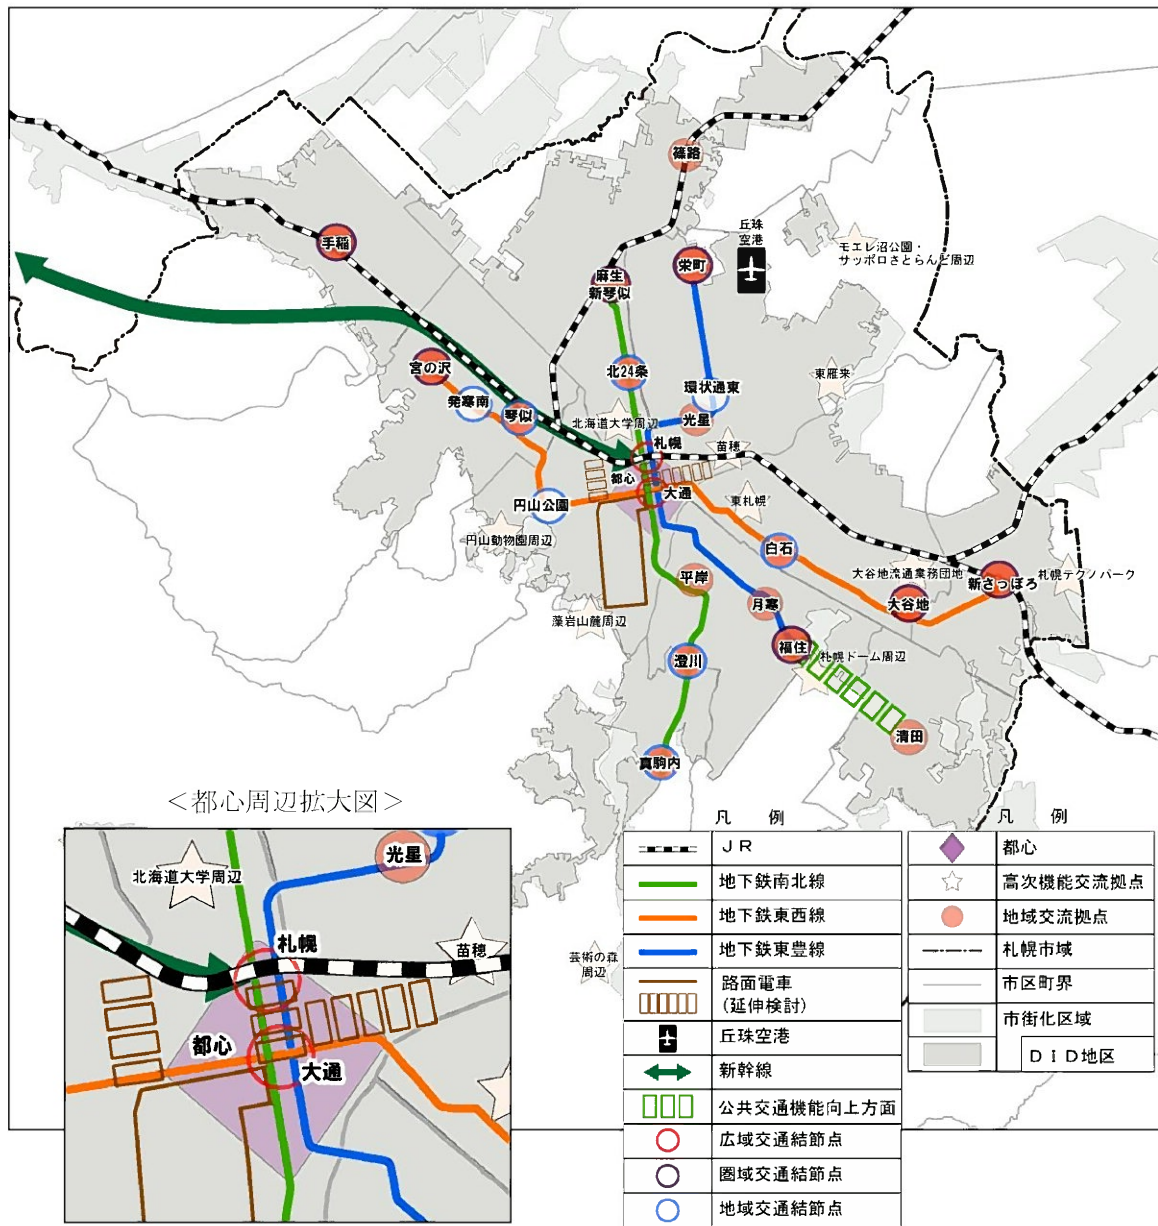 篠路
丘珠
空港
モエレ沼公園・
サッポロさとらんど周辺
手稲
栄町
麻生
新琴似
宮の沢
北24条
環状通東
東雁来
発寒南
琴似
北海道大学周辺
光星
札幌
苗穂
都心
大通
東札幌
円山公園
円山動物園周辺
白石
大谷地流通業務団地
札幌テクノパーク
平岸
新さっぽろ
月寒
大谷地
藻岩山麓周辺
福住
札幌ドーム周辺
澄川
清田
真駒内
芸術の森
周辺
<都心周辺拡大図>
北海道大学周辺
光星
札幌
苗穂
都心
大通
凡 例
JR
地下鉄南北線
地下鉄東西線
地下鉄東豊線
路面電車
(延伸検討)
丘珠空港
新幹線
公共交通機能向上方面
広域交通結節点
圏域交通結節点
地域交通結節点
凡 例
都心
高次機能交流拠点
地域交流拠点
札幌市域
市区町界
市街化区域
DID地区